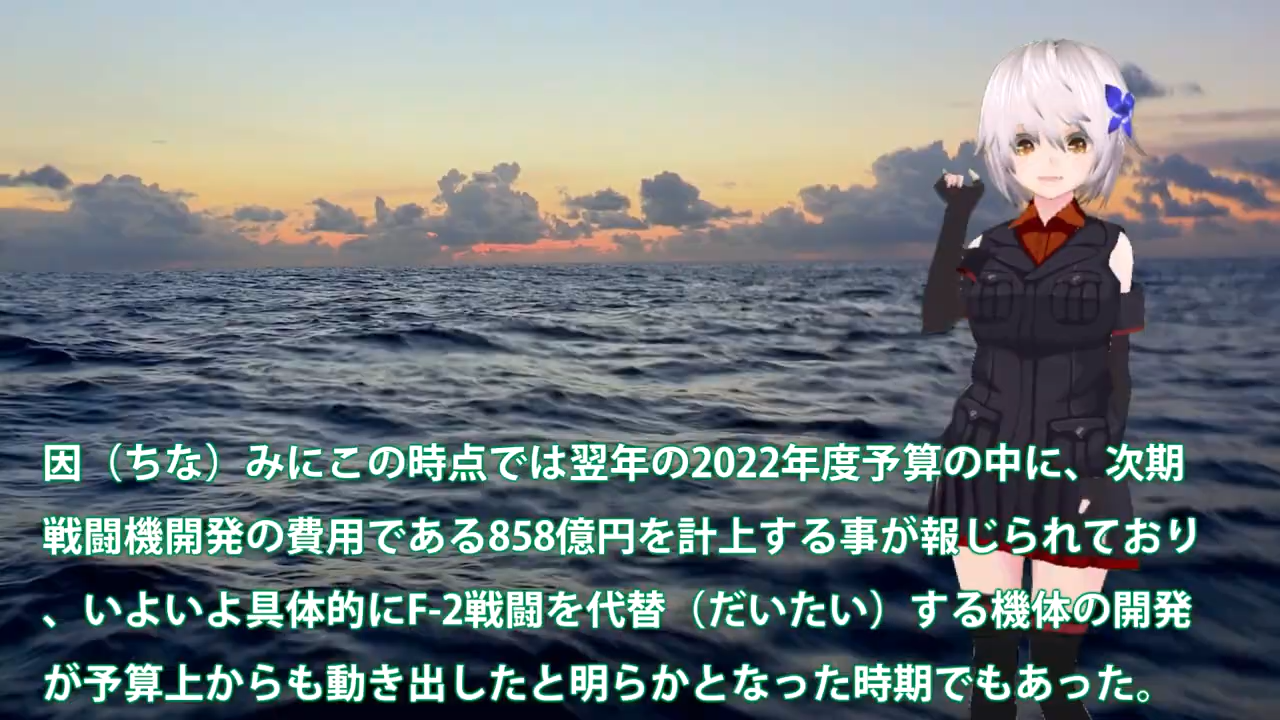 因（ちな）みにこの時点では翌年の2022年度予算の中に、次期
戦闘機開発の費用である858億円を計上する事が報じられており
、いよいよ具体的にF-2戦闘を代替（だいたい）する機体の開発
が予算上からも動き出したと明らかとなった時期でもあった。